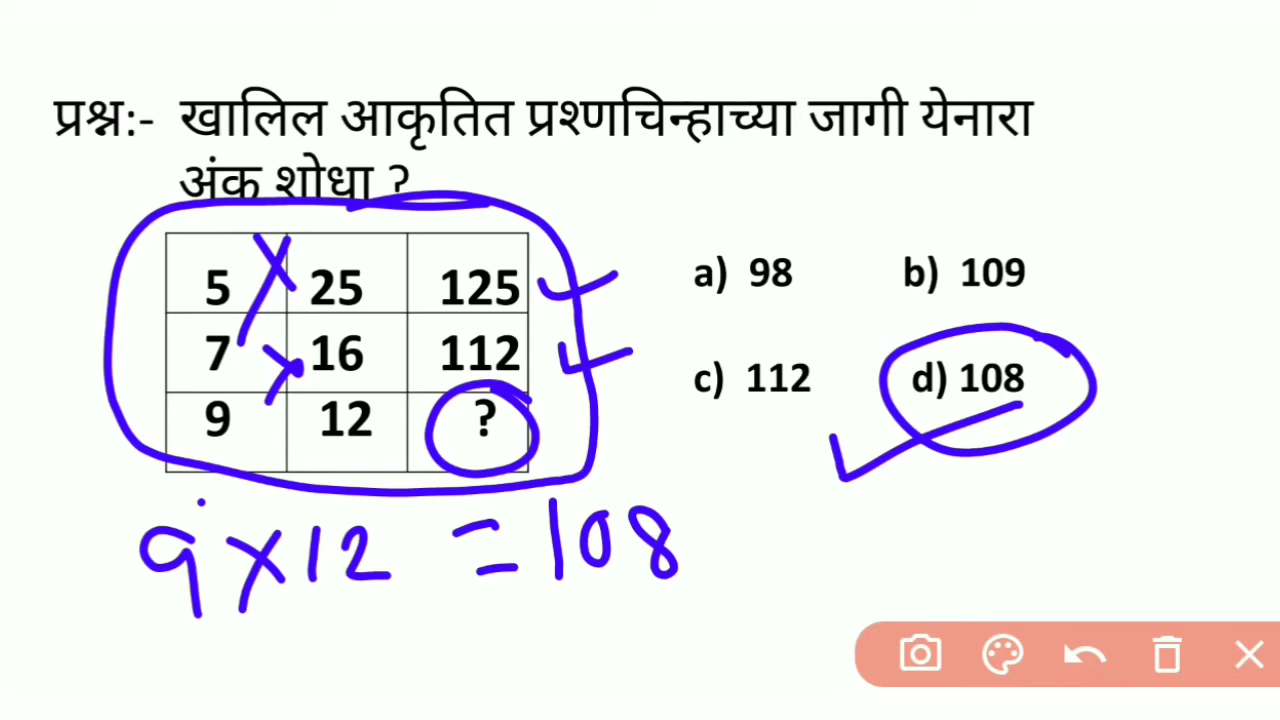 प्रश्न:- खालिल आकृतित प्रश्णचिन्हाच्या जागी येनारा
अंक शोधा ?
5 25 125
7 16 112
9 12 ?
a) 98 b) 109
c) 112 d) 108
9 X 12 = 108